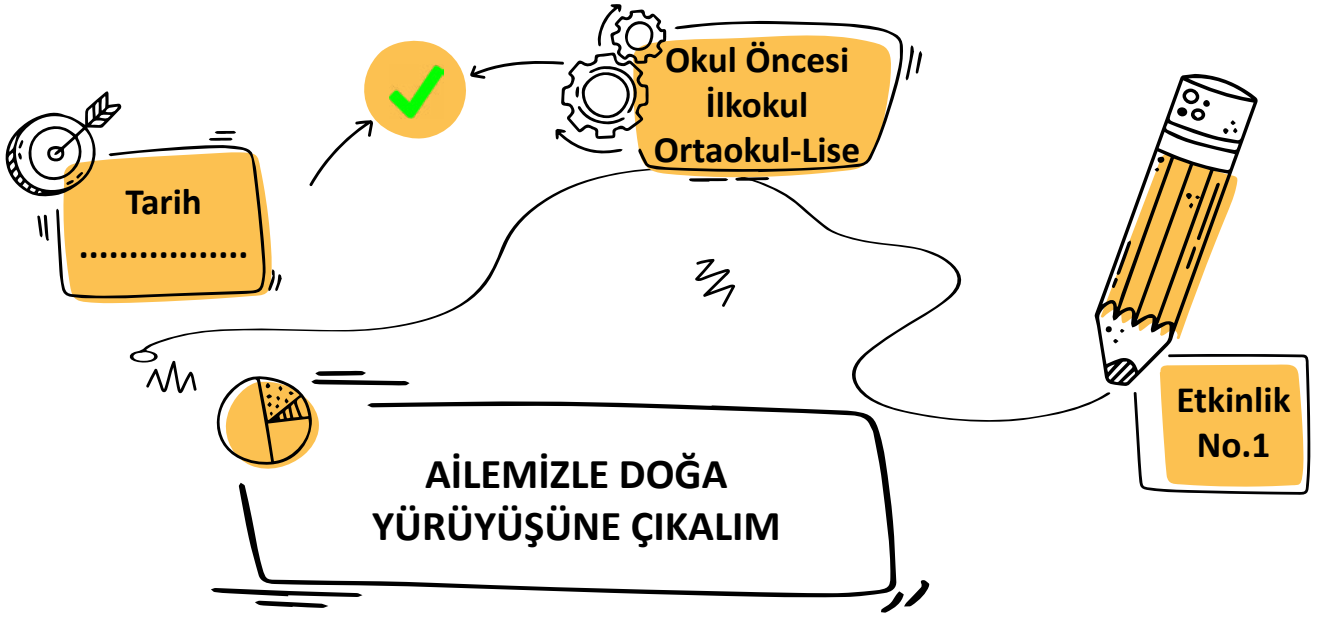 Okul Öncesi
İlkokul
Ortaokul-Lise
Tarih
.................
Etkinlik
No.1
AİLEMİZLE DOĞA
YÜRÜYÜŞÜNE ÇIKALIM